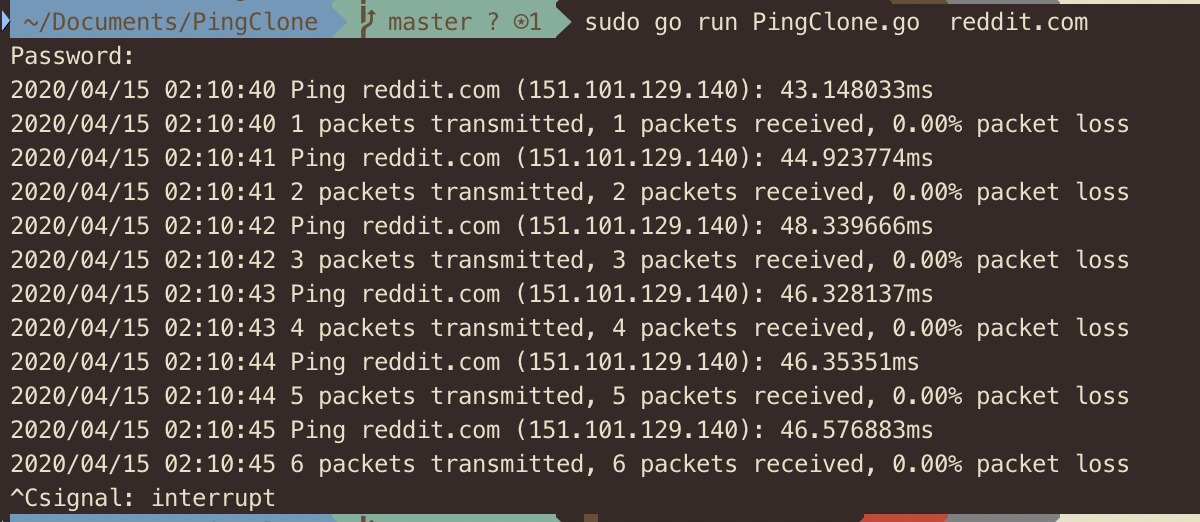 ~/Documents/PingClone master ? ⍟1 sudo go run PingClone.go  reddit.com
Password:
2020/04/15 02:10:40 Ping reddit.com (151.101.129.140): 43.148033ms
2020/04/15 02:10:40 1 packets transmitted, 1 packets received, 0.00% packet loss
2020/04/15 02:10:41 Ping reddit.com (151.101.129.140): 44.923774ms
2020/04/15 02:10:41 2 packets transmitted, 2 packets received, 0.00% packet loss
2020/04/15 02:10:42 Ping reddit.com (151.101.129.140): 48.339666ms
2020/04/15 02:10:42 3 packets transmitted, 3 packets received, 0.00% packet loss
2020/04/15 02:10:43 Ping reddit.com (151.101.129.140): 46.328137ms
2020/04/15 02:10:43 4 packets transmitted, 4 packets received, 0.00% packet loss
2020/04/15 02:10:44 Ping reddit.com (151.101.129.140): 46.35351ms
2020/04/15 02:10:44 5 packets transmitted, 5 packets received, 0.00% packet loss
2020/04/15 02:10:45 Ping reddit.com (151.101.129.140): 46.576883ms
2020/04/15 02:10:45 6 packets transmitted, 6 packets received, 0.00% packet loss
^Csignal: interrupt